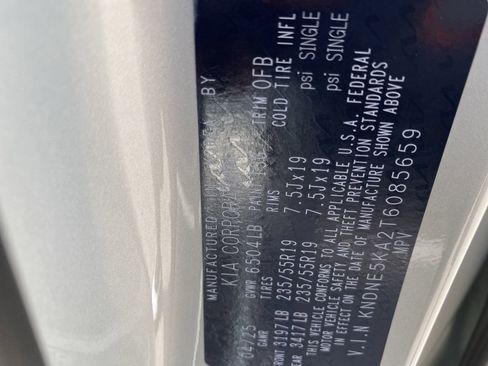 MANUFACTURED BY
KIA CORPORATION
04/25 GVWR 6504LB PAINT TRIM OFB
GAWR TIRES RIMS COLD TIRE INFL
FRONT 3197LB 235/55R19 7.5Jx19 psi SINGLE
REAR 3417LB 235/55R19 7.5Jx19 psi SINGLE
THIS VEHICLE CONFORMS TO ALL APPLICABLE U.S.A. FEDERAL
MOTOR VEHICLE SAFETY AND THEFT PREVENTION STANDARDS
IN EFFECT ON THE DATE OF MANUFACTURE SHOWN ABOVE
V.I.N KNDNE5KA2T6085659
MPV